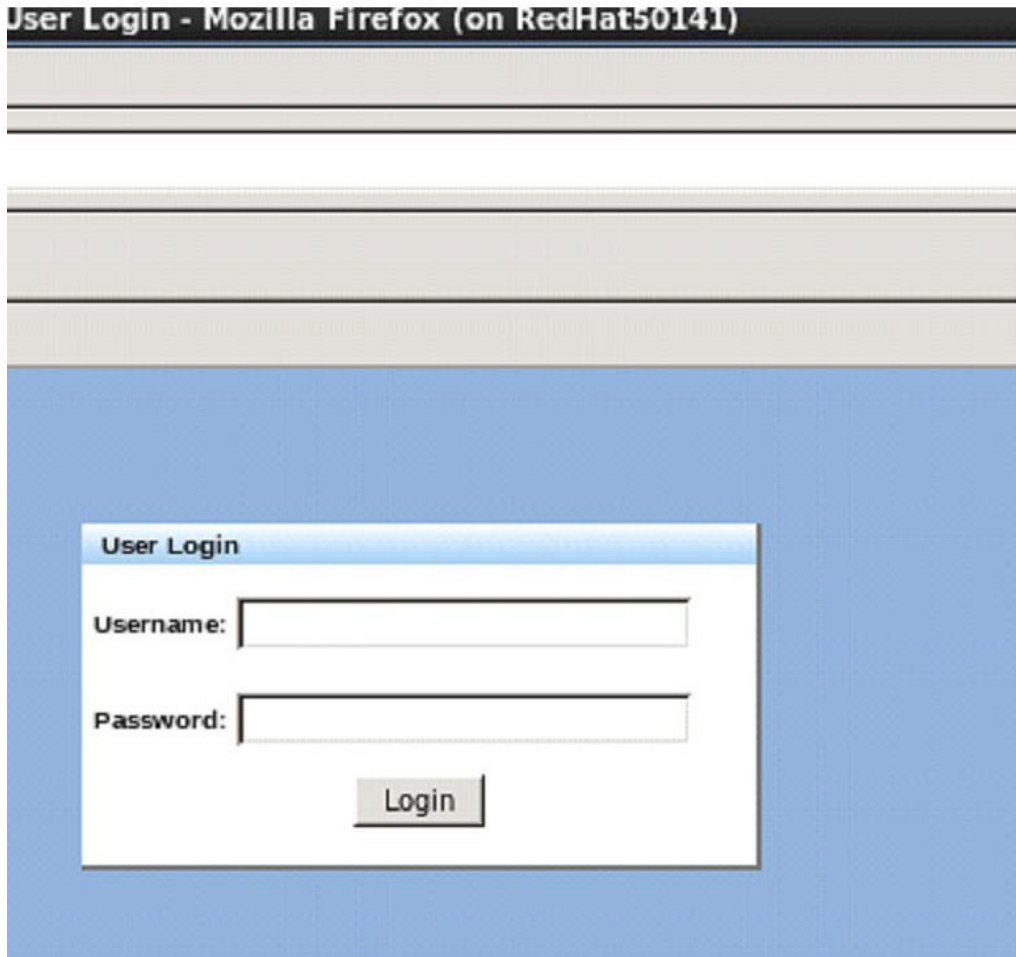 User Login - Mozilla Firefox (on RedHat50141)
User Login
Username:
Password:
Login